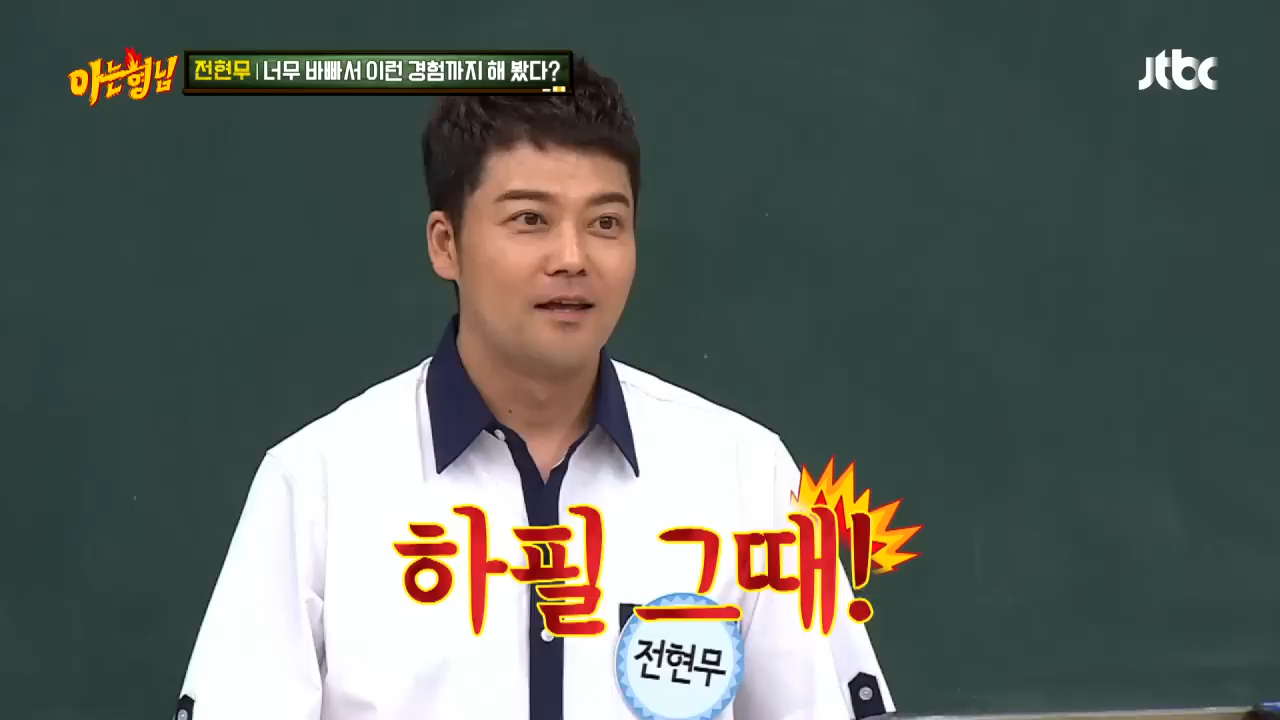 아는형님
전현무 | 너무 바빠서 이런 경험까지 해 봤다?
jtbc
하필 그때!
전현무